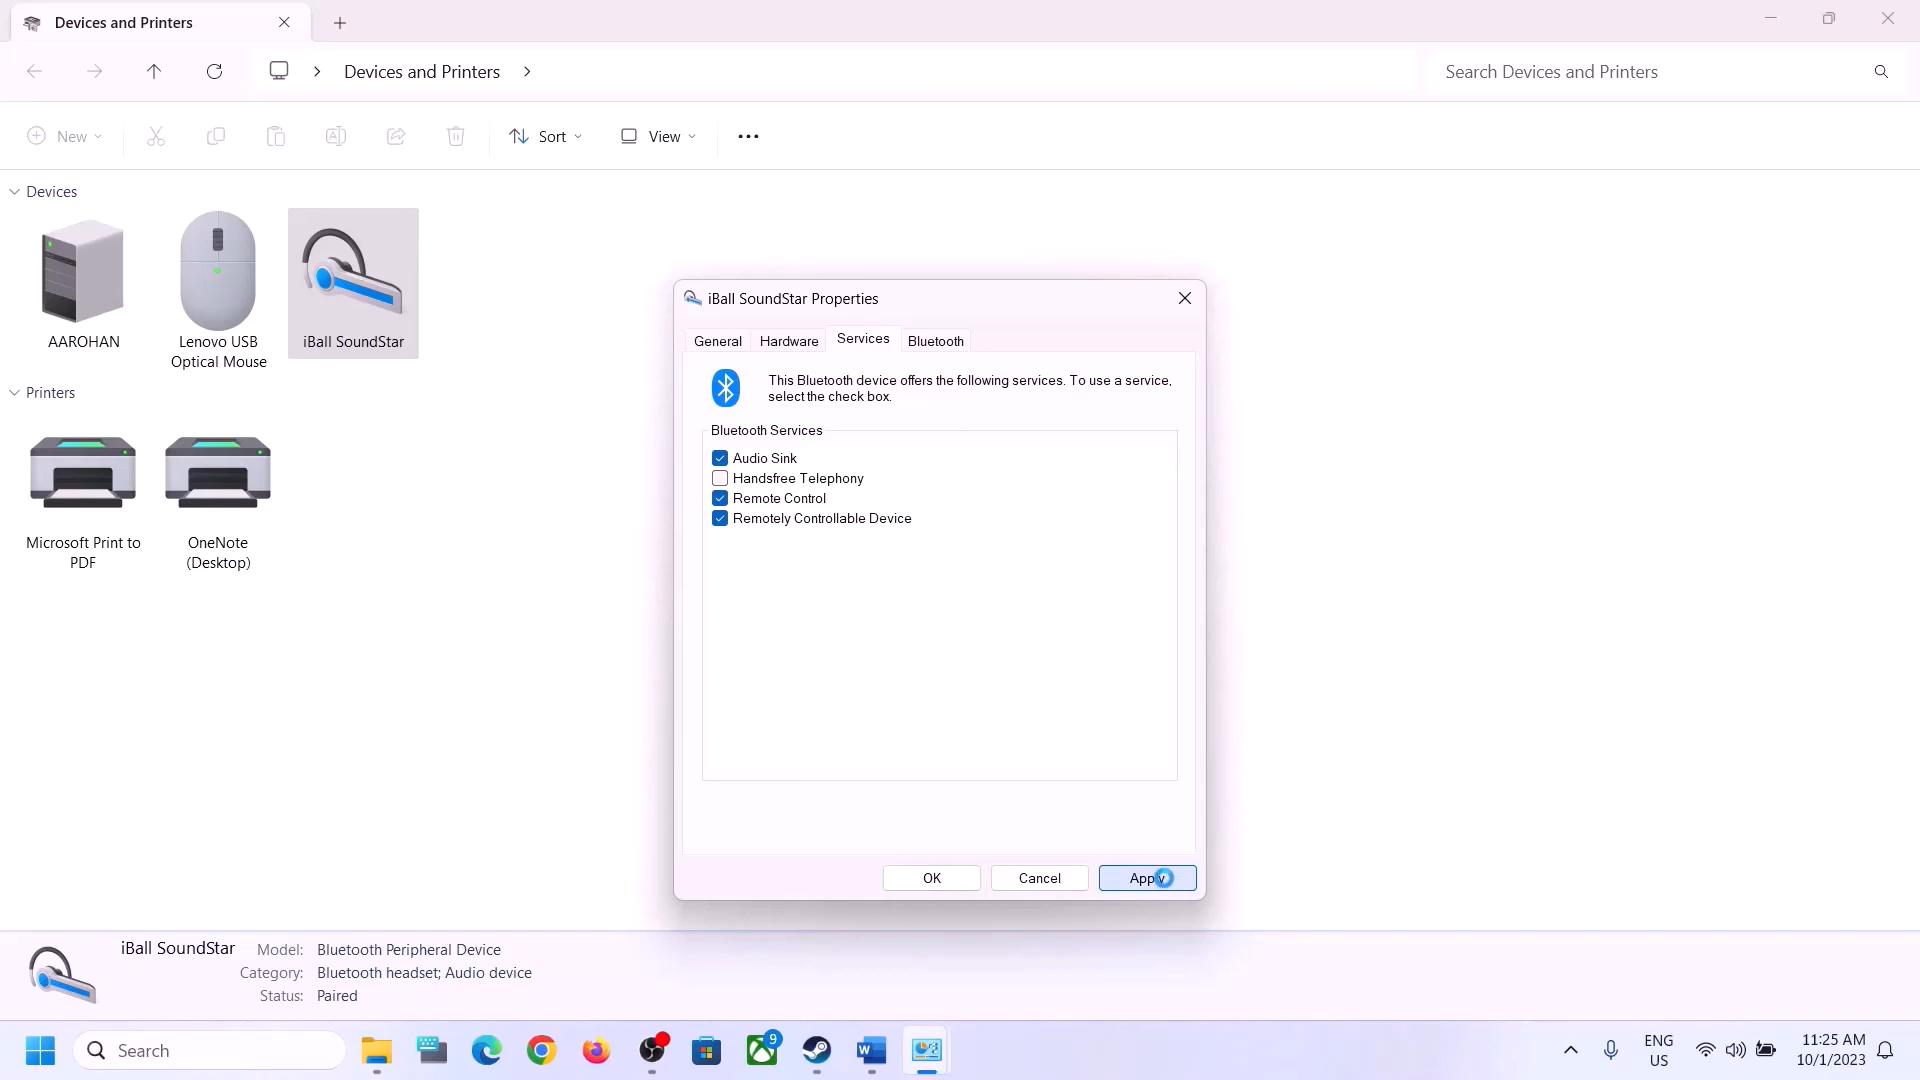 Devices and Printers
Devices and Printers
Search Devices and Printers
New
Sort
View
Devices
AAROHAN
Lenovo USB
Optical Mouse
iBall SoundStar
Printers
Microsoft Print to
PDF
OneNote
(Desktop)
iBall SoundStar Properties
General
Hardware
Services
Bluetooth
This Bluetooth device offers the following services. To use a service,
select the check box.
Bluetooth Services
Audio Sink
Handsfree Telephony
Remote Control
Remotely Controllable Device
OK
Cancel
Apply
iBall SoundStar
Model: Bluetooth Peripheral Device
Category: Bluetooth headset; Audio device
Status: Paired
Search
9
W
ENG
US
11:25 AM
10/1/2023